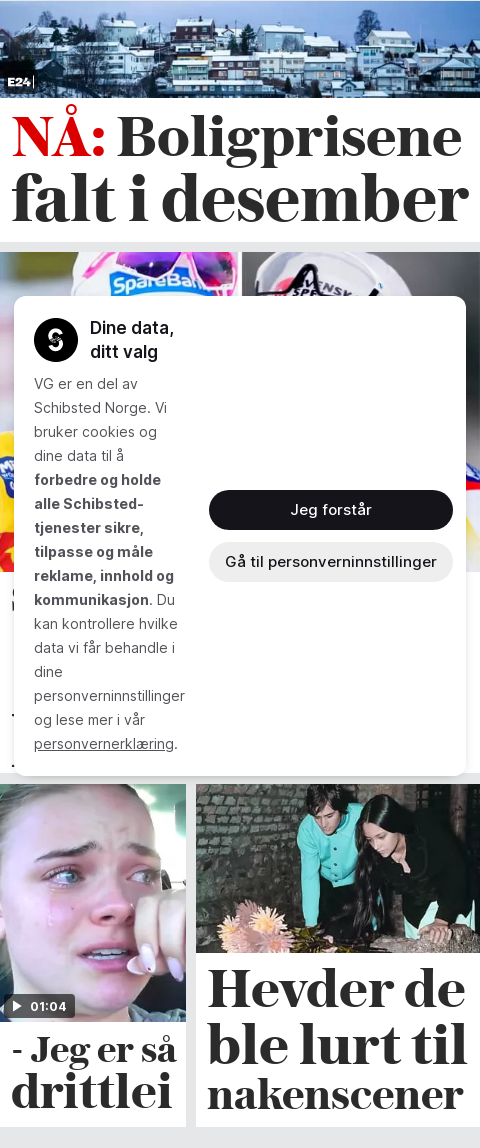 E24
NÅ: Boligprisene
falt i desember
SpareBan
SVENSK
SPE
Dine data,
ditt valg
VG er en del av
Schibsted Norge. Vi
bruker cookies og
dine data til å
forbedre og holde
alle Schibsted-
tjenester sikre,
tilpasse og måle
reklame, innhold og
kommunikasjon. Du
kan kontrollere hvilke
data vi får behandle i
dine
personverninnstillinger
og lese mer i vår
personvernerklæring.
Jeg forstår
Gå til personverninnstillinger
01:04
- Jeg er så
drittlei
Hevder de
ble lurt til
nakenscener